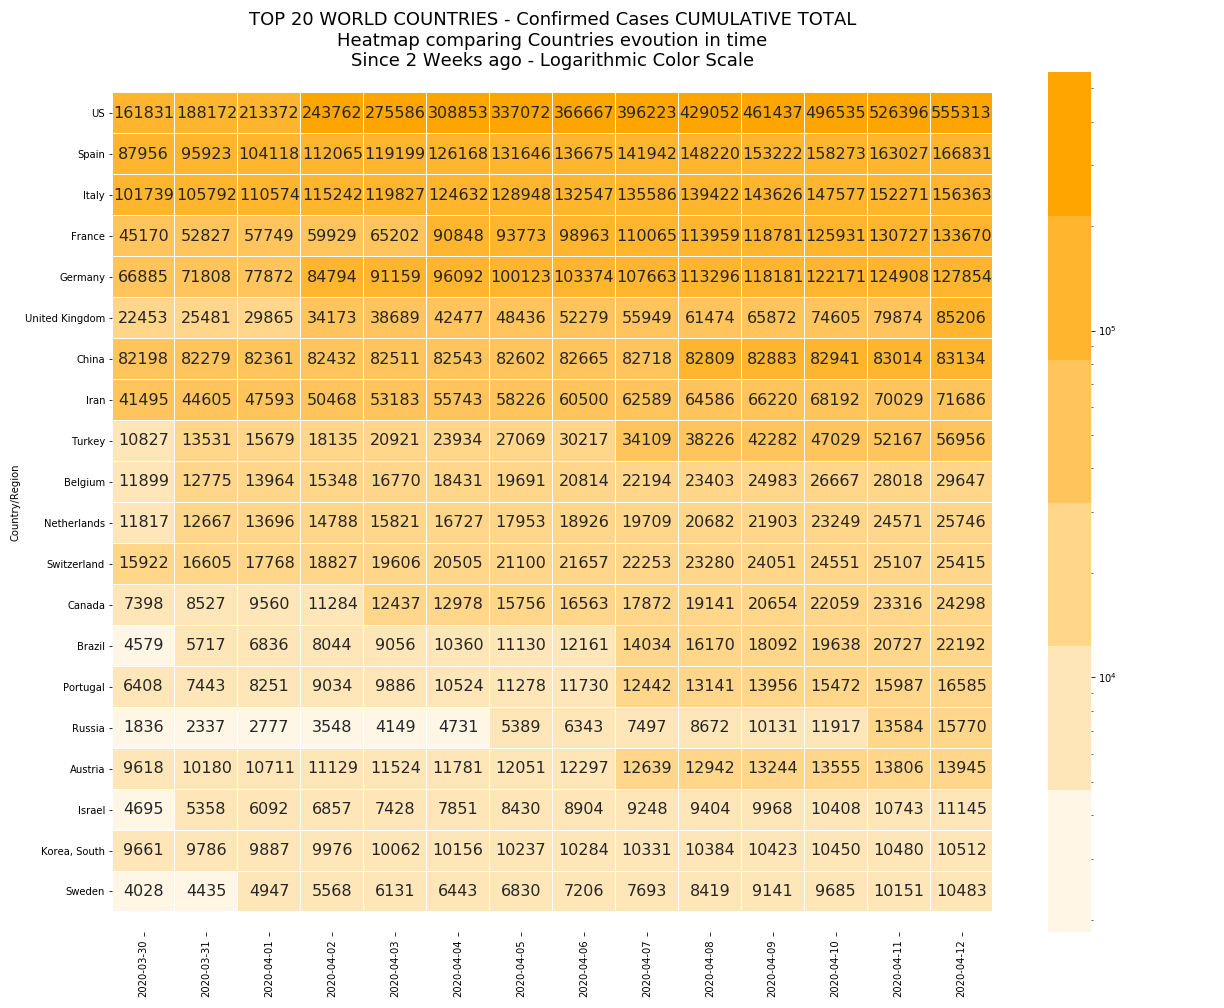 TOP 20 WORLD COUNTRIES - Confirmed Cases CUMULATIVE TOTAL
Heatmap comparing Countries evoution in time
Since 2 Weeks ago - Logarithmic Color Scale
US 161831 188172 213372 243762 275586 308853 337072 366667 396223 429052 461437 496535 526396 555313
Spain 87956 95923 104118 112065 119199 126168 131646 136675 141942 148220 153222 158273 163027 166831
Italy 101739 105792 110574 115242 119827 124632 128948 132547 135586 139422 143626 147577 152271 156363
France 45170 52827 57749 59929 65202 90848 93773 98963 110065 113959 118781 125931 130727 133670
Germany 66885 71808 77872 84794 91159 96092 100123 103374 107663 113296 118181 122171 124908 127854
United Kingdom 22453 25481 29865 34173 38689 42477 48436 52279 55949 61474 65872 74605 79874 85206
China 82198 82279 82361 82432 82511 82543 82602 82665 82718 82809 82883 82941 83014 83134
Iran 41495 44605 47593 50468 53183 55743 58226 60500 62589 64586 66220 68192 70029 71686
Turkey 10827 13531 15679 18135 20921 23934 27069 30217 34109 38226 42282 47029 52167 56956
Belgium 11899 12775 13964 15348 16770 18431 19691 20814 22194 23403 24983 26667 28018 29647
Netherlands 11817 12667 13696 14788 15821 16727 17953 18926 19709 20682 21903 23249 24571 25746
Switzerland 15922 16605 17768 18827 19606 20505 21100 21657 22253 23280 24051 24551 25107 25415
Canada 7398 8527 9560 11284 12437 12978 15756 16563 17872 19141 20654 22059 23316 24298
Brazil 4579 5717 6836 8044 9056 10360 11130 12161 14034 16170 18092 19638 20727 22192
Portugal 6408 7443 8251 9034 9886 10524 11278 11730 12442 13141 13956 15472 15987 16585
Russia 1836 2337 2777 3548 4149 4731 5389 6343 7497 8672 10131 11917 13584 15770
Austria 9618 10180 10711 11129 11524 11781 12051 12297 12639 12942 13244 13555 13806 13945
Israel 4695 5358 6092 6857 7428 7851 8430 8904 9248 9404 9968 10408 10743 11145
Korea, South 9661 9786 9887 9976 10062 10156 10237 10284 10331 10384 10423 10450 10480 10512
Sweden 4028 4435 4947 5568 6131 6443 6830 7206 7693 8419 9141 9685 10151 10483
2020-03-30 2020-03-31 2020-04-01 2020-04-02 2020-04-03 2020-04-04 2020-04-05 2020-04-06 2020-04-07 2020-04-08 2020-04-09 2020-04-10 2020-04-11 2020-04-12
Country/Region
10⁵
10⁴